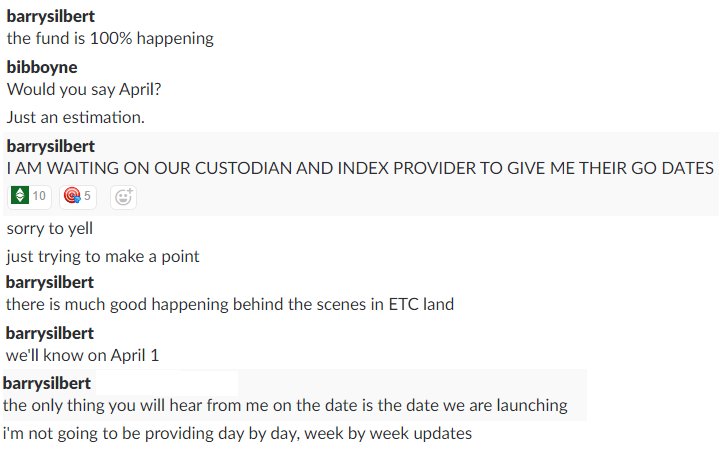 barrysilbert
the fund is 100% happening
bibboyne
Would you say April?
Just an estimation.
barrysilbert
I AM WAITING ON OUR CUSTODIAN AND INDEX PROVIDER TO GIVE ME THEIR GO DATES
10 5
sorry to yell
just trying to make a point
barrysilbert
there is much good happening behind the scenes in ETC land
barrysilbert
we'll know on April 1
barrysilbert
the only thing you will hear from me on the date is the date we are launching
i'm not going to be providing day by day, week by week updates